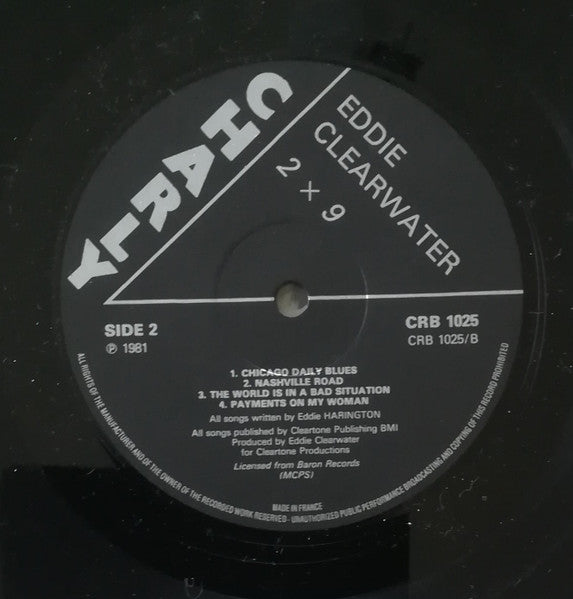 CHARLY
EDDIE
CLEARWATER
2 × 9
SIDE 2
℗ 1981
CRB 1025
CRB 1025/B
1. CHICAGO DAILY BLUES
2. NASHVILLE ROAD
3. THE WORLD IS IN A BAD SITUATION
4. PAYMENTS ON MY WOMAN
All songs written by Eddie HARINGTON
All songs published by Cleartone Publishing BMI
Produced by Eddie Clearwater
for Cleartone Productions
Licensed from Baron Records
(MCPS)
MADE IN FRANCE
ALL RIGHTS OF THE MANUFACTURER AND OF THE OWNER OF THE RECORDED WORK RESERVED - UNAUTHORIZED PUBLIC PERFORMANCE BROADCASTING AND COPYING OF THIS RECORD PROHIBITED